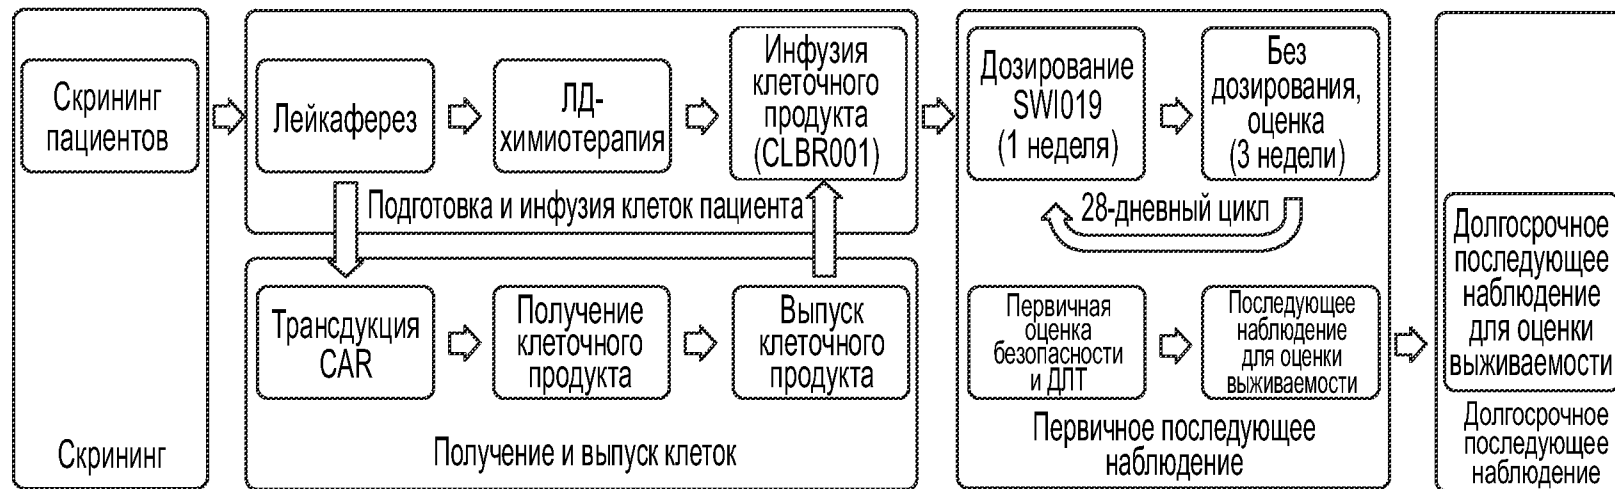 Скрининг
пациентов
Скрининг
Лейкаферез
ЛД-
химиотерапия
Инфузия
клеточного
продукта
(CLBR001)
Подготовка и инфузия клеток пациента
Трансдукция
CAR
Получение
клеточного
продукта
Выпуск
клеточного
продукта
Получение и выпуск клеток
Дозирование
SWI019
(1 неделя)
Без
дозирования,
оценка
(3 недели)
28-дневный цикл
Первичная
оценка
безопасности
и ДЛТ
Последующее
наблюдение
для оценки
выживаемости
Первичное последующее
наблюдение
Долгосрочное
последующее
наблюдение
для оценки
выживаемости
Долгосрочное
последующее
наблюдение